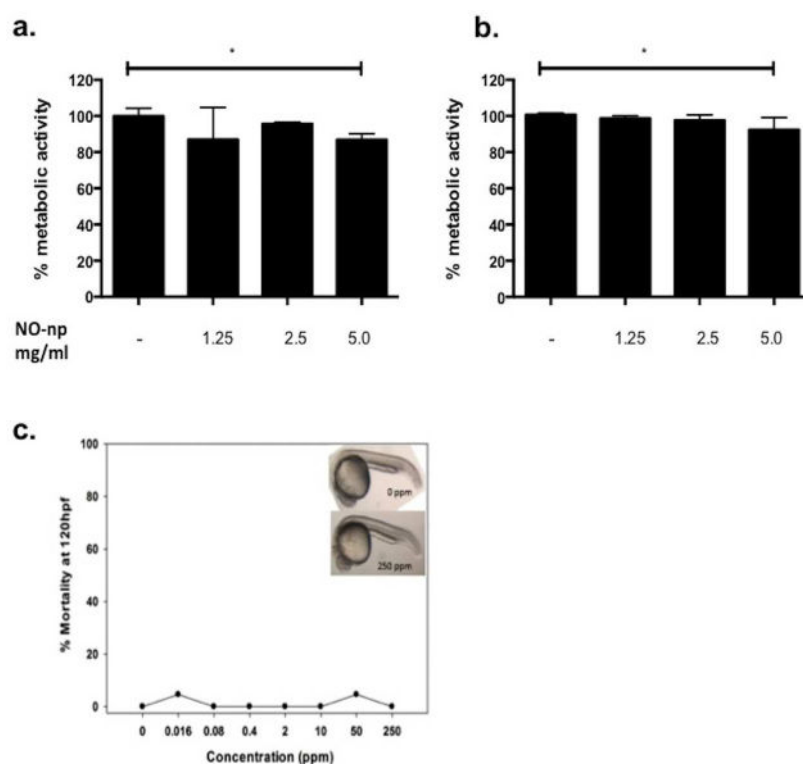 a.
*
% metabolic activity
120
100
80
60
40
20
0
NO-np
mg/ml
- 1.25 2.5 5.0
b.
*
% metabolic activity
120
100
80
60
40
20
0
- 1.25 2.5 5.0
c.
% Mortality at 120hpf
100
80
60
40
20
0
0 ppm
250 ppm
0 0.016 0.08 0.4 2 10 50 250
Concentration (ppm)